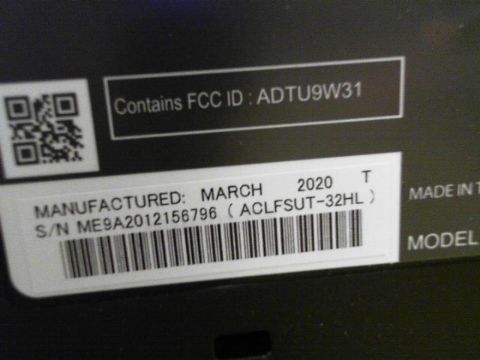 Contains FCC ID : ADTU9W31
MANUFACTURED: MARCH 2020 T
S/N ME9A2012156796 ( ACLFSUT-32HL )
MADE IN T
MODEL